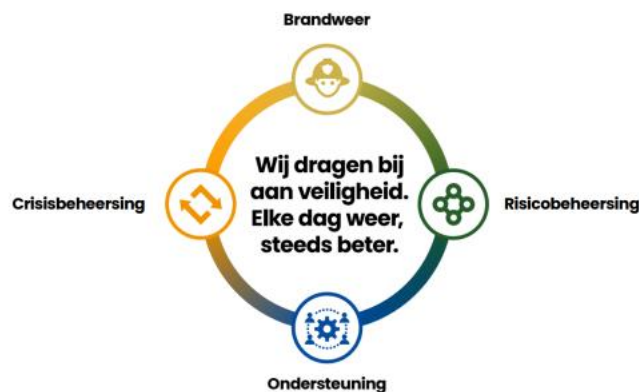 Brandweer
Wij dragen bij
aan veiligheid.
Elke dag weer,
steeds beter.
Crisisbeheersing
Risicobeheersing
Ondersteuning